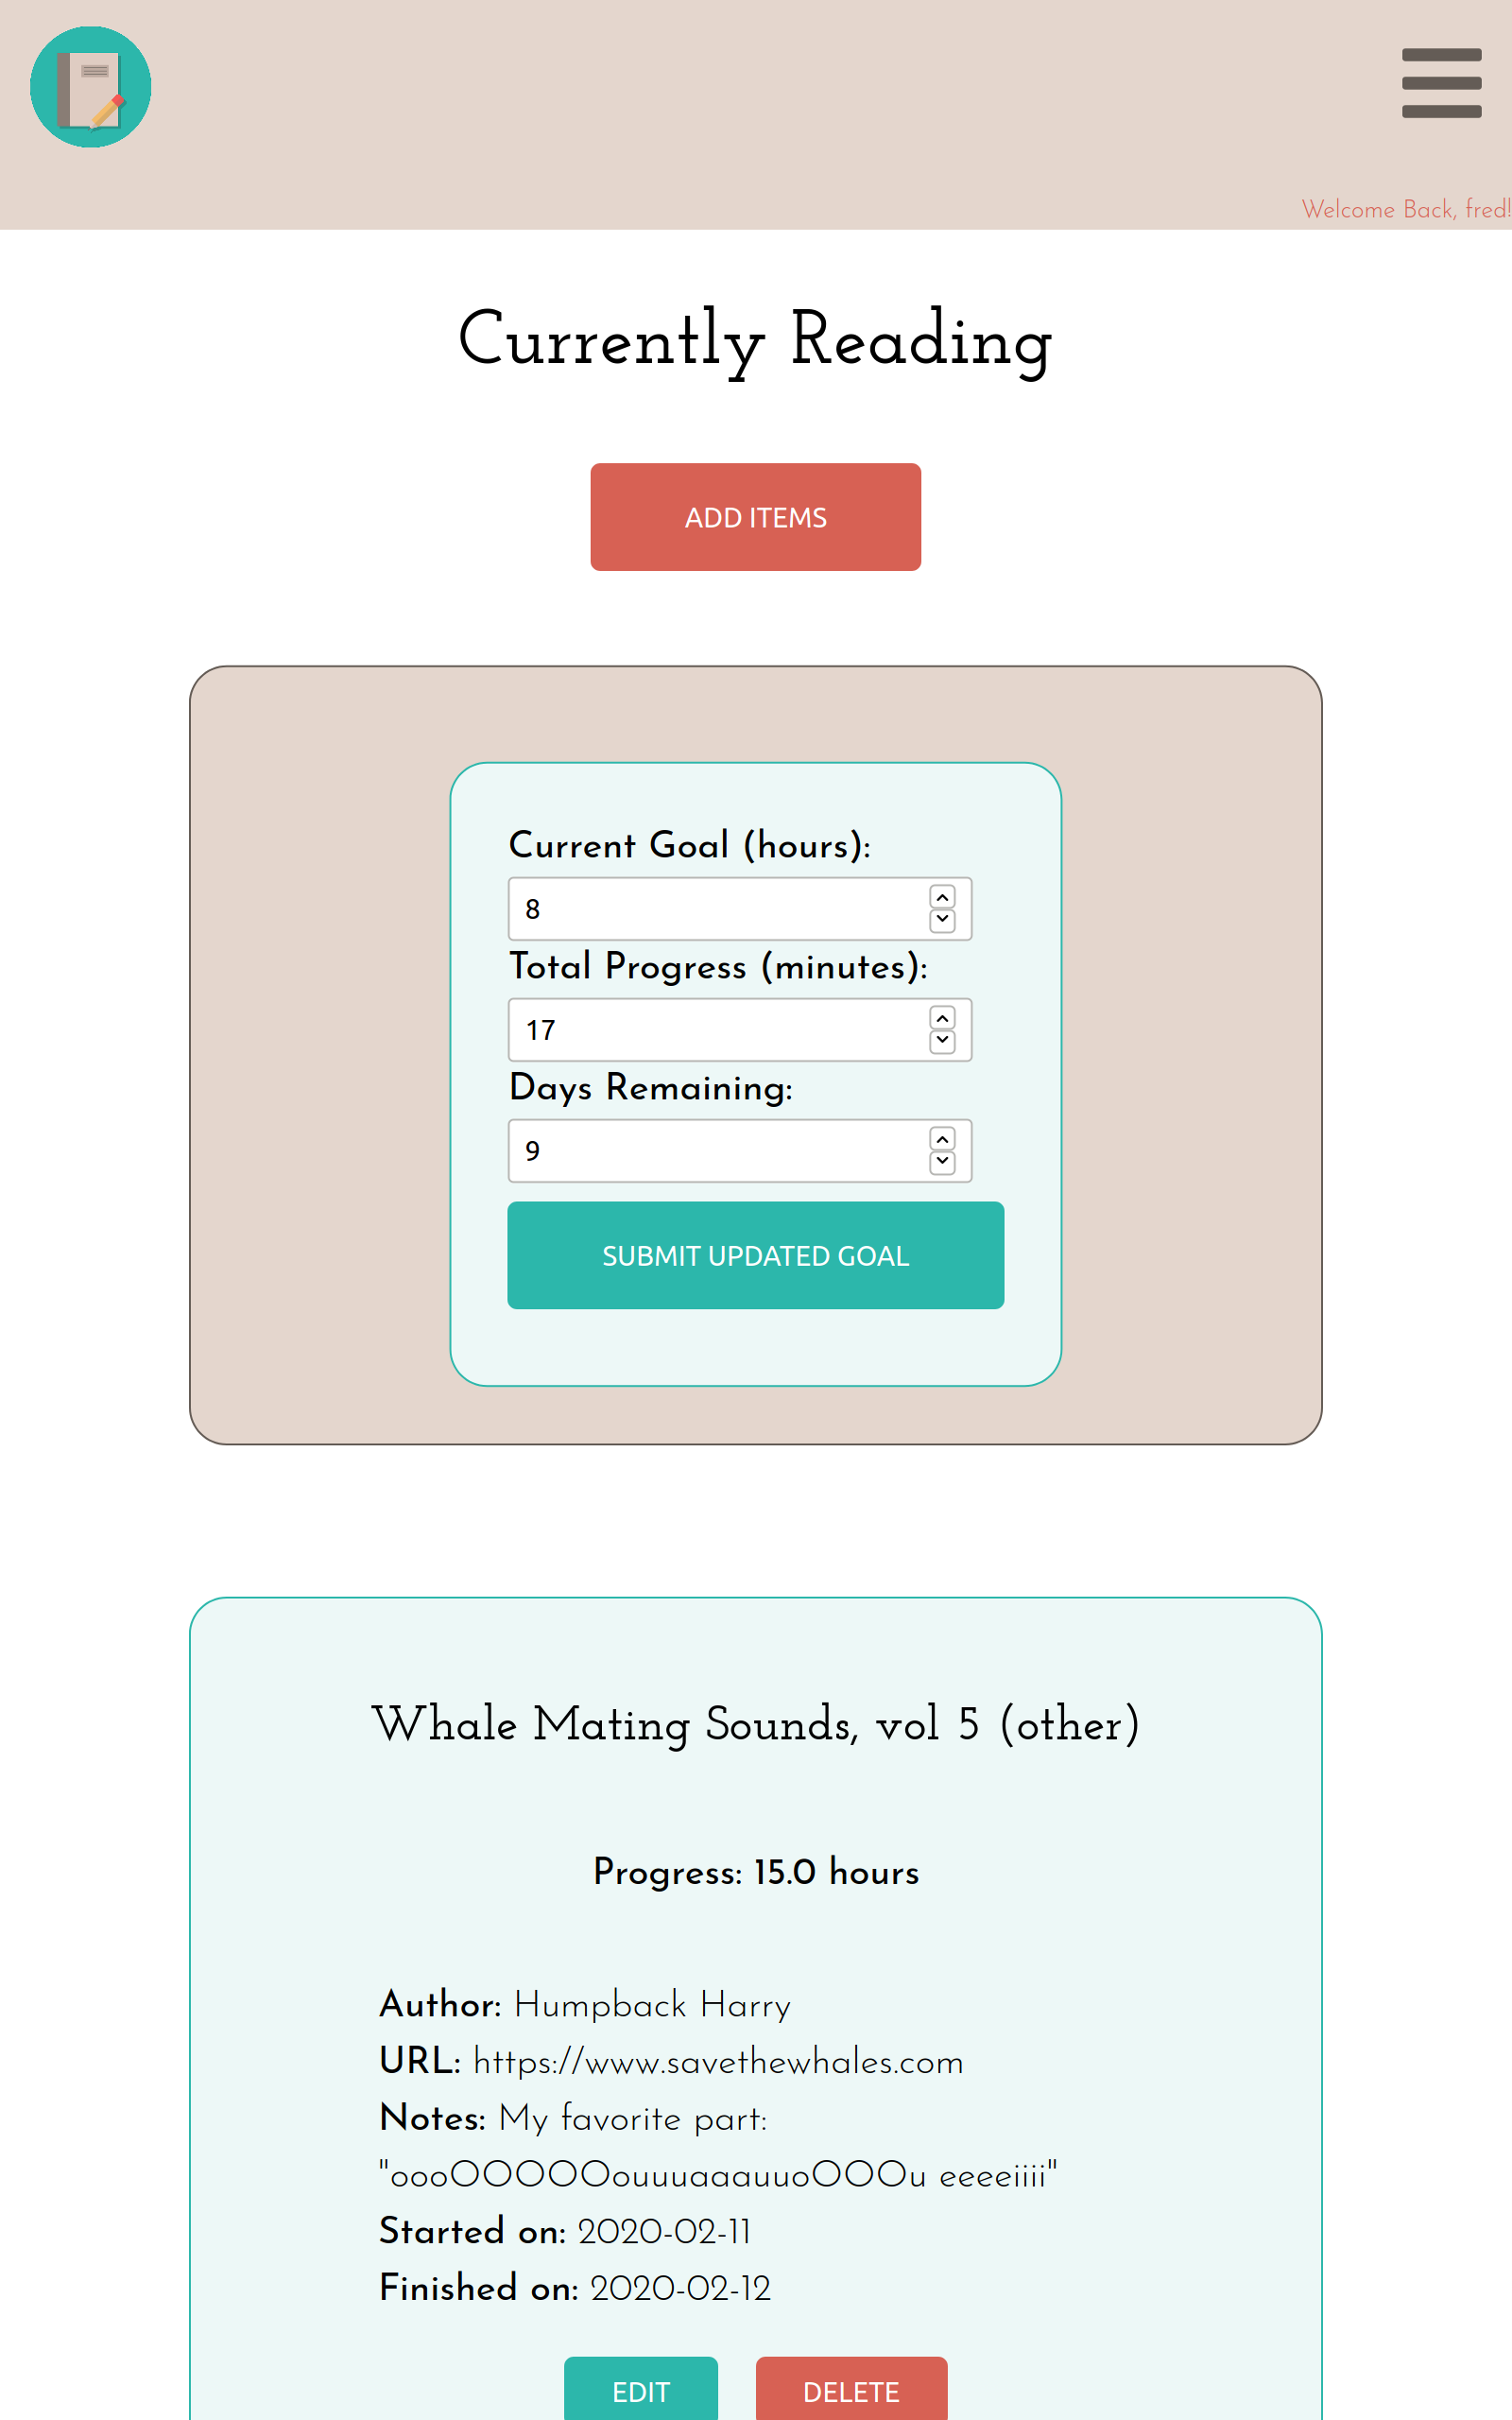 Welcome Back, fred!
Currently Reading
ADD ITEMS
Current Goal (hours):
8
Total Progress (minutes):
17
Days Remaining:
9
SUBMIT UPDATED GOAL
Whale Mating Sounds, vol 5 (other)
Progress: 15.0 hours
Author: Humpback Harry
URL: https://www.savethewhales.com
Notes: My favorite part:
"oooOOOOOouuuaaauuoOOOu eeeeiiii"
Started on: 2020-02-11
Finished on: 2020-02-12
EDIT
DELETE